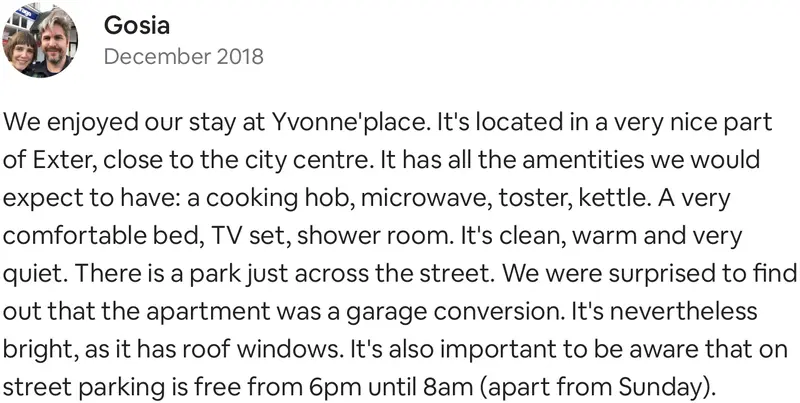 Gosia
December 2018
We enjoyed our stay at Yvonne'place. It's located in a very nice part
of Exter, close to the city centre. It has all the amentities we would
expect to have: a cooking hob, microwave, toster, kettle. A very
comfortable bed, TV set, shower room. It's clean, warm and very
quiet. There is a park just across the street. We were surprised to find
out that the apartment was a garage conversion. It's nevertheless
bright, as it has roof windows. It's also important to be aware that on
street parking is free from 6pm until 8am (apart from Sunday).